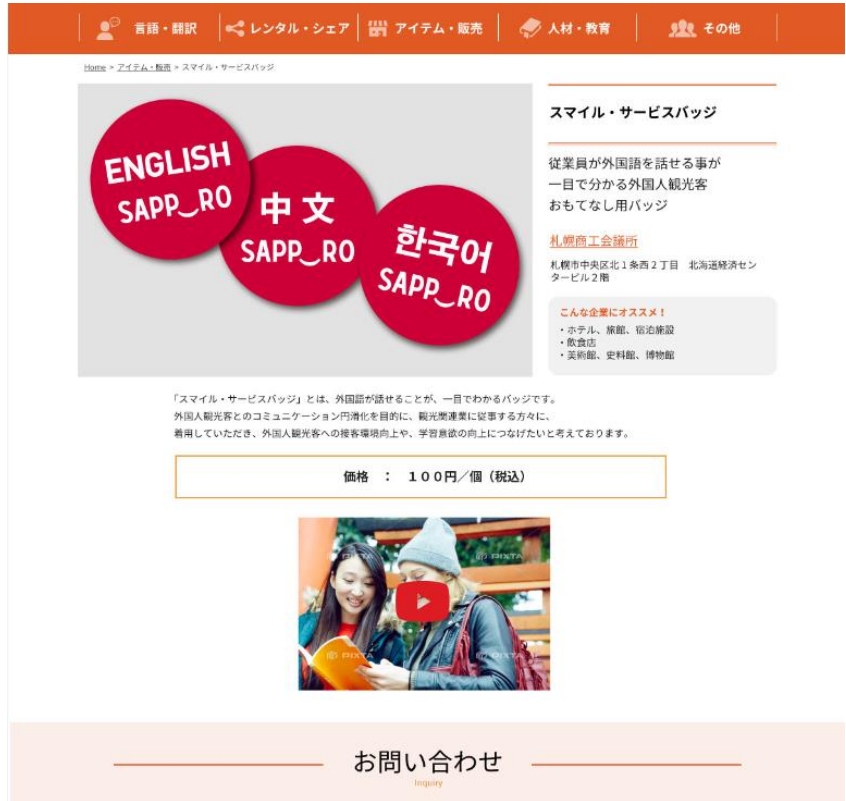 言語・翻訳
レンタル・シェア
アイテム・販売
人材・教育
その他
Home > アイテム・販売 > スマイル・サービスバッジ
ENGLISH
SAPP‿RO
中文
SAPP‿RO
한국어
SAPP‿RO
スマイル・サービスバッジ
従業員が外国語を話せる事が
一目で分かる外国人観光客
おもてなし用バッジ
札幌商工会議所
札幌市中央区北1条西2丁目 北海道経済セン
タービル2階
こんな企業にオススメ!
・ホテル、旅館、宿泊施設
・飲食店
・美術館、史料館、博物館
「スマイル・サービスバッジ」とは、外国語が話せることが、一目でわかるバッジです。
外国人観光客とのコミュニケーション円滑化を目的に、観光関連業に従事する方々に、
着用していただき、外国人観光客への接客環境向上や、学習意欲の向上につなげたいと考えております。
価格 : 100円/個(税込)
PIXTA
PIXTA
PIXTA
PIXTA
お問い合わせ
Inquiry